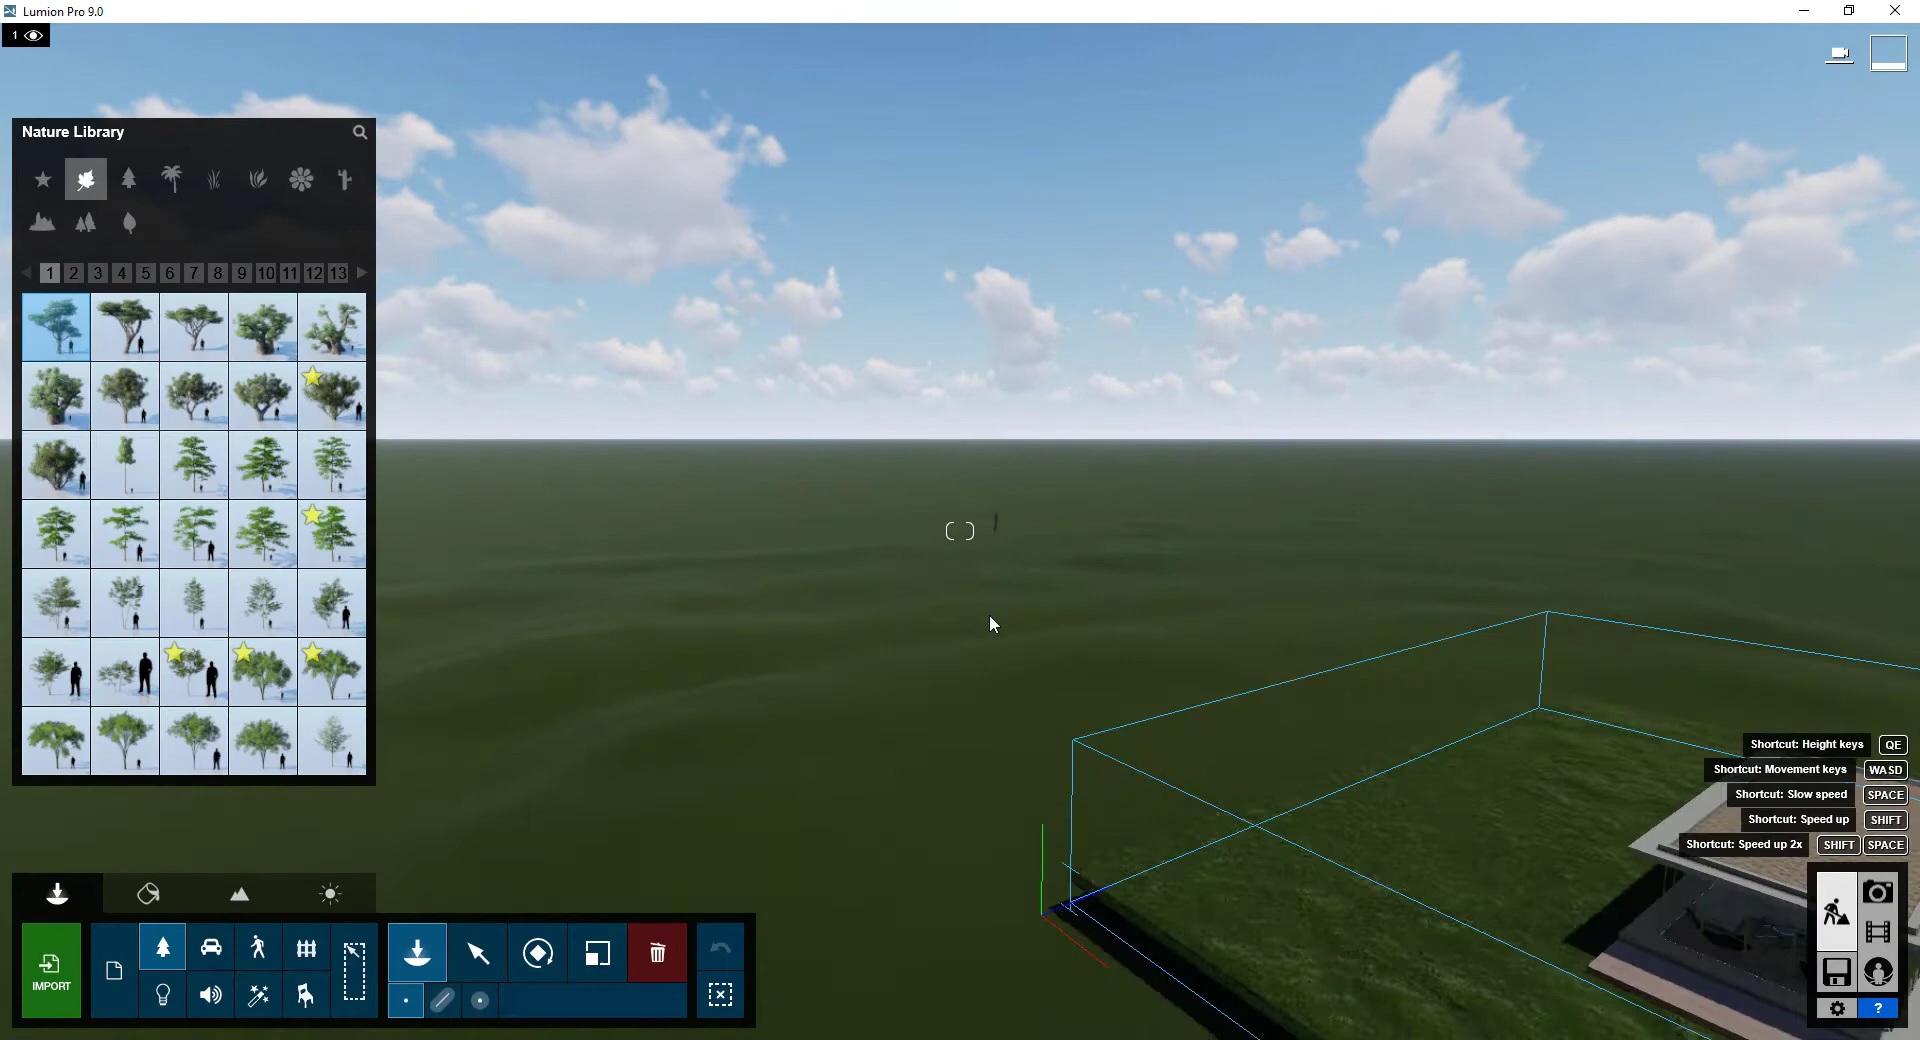 Lumion Pro 9.0
1
Nature Library
1 2 3 4 5 6 7 8 9 10 11 12 13
Shortcut: Height keys QE
Shortcut: Movement keys WASD
Shortcut: Slow speed SPACE
Shortcut: Speed up SHIFT
Shortcut: Speed up 2x SHIFT SPACE
IMPORT
?